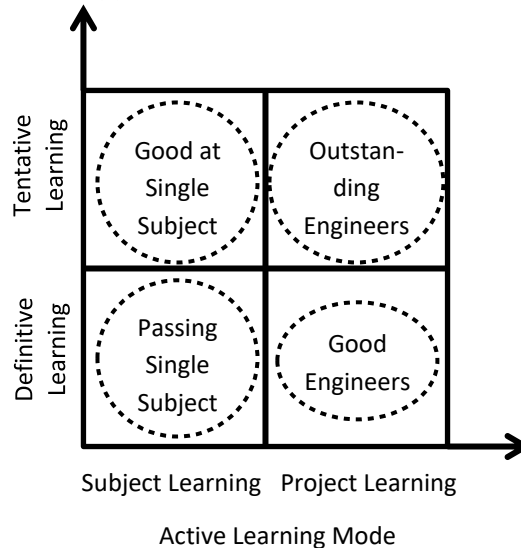 Tentative
Learning
Good at
Single
Subject
Outstan-
ding
Engineers
Definitive
Learning
Passing
Single
Subject
Good
Engineers
Subject Learning
Project Learning
Active Learning Mode